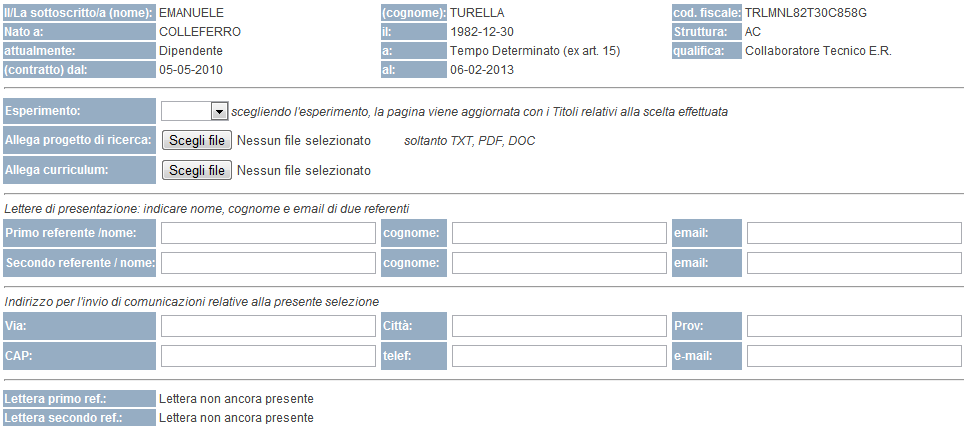 Il/La sottoscritto/a (nome): EMANUELE (cognome): TURELLA cod. fiscale: TRLMNL82T30C858G
Nato a: COLLEFERRO il: 1982-12-30 Struttura: AC
attualmente: Dipendente a: Tempo Determinato (ex art. 15) qualifica: Collaboratore Tecnico E.R.
(contratto) dal: 05-05-2010 al: 06-02-2013
Esperimento: scegliendo l'esperimento, la pagina viene aggiornata con i Titoli relativi alla scelta effettuata
Allega progetto di ricerca: Scegli file Nessun file selezionato soltanto TXT, PDF, DOC
Allega curriculum: Scegli file Nessun file selezionato
Lettere di presentazione: indicare nome, cognome e email di due referenti
Primo referente /nome: cognome: email:
Secondo referente / nome: cognome: email:
Indirizzo per l'invio di comunicazioni relative alla presente selezione
Via: Città: Prov:
CAP: telef: e-mail:
Lettera primo ref.: Lettera non ancora presente
Lettera secondo ref.: Lettera non ancora presente